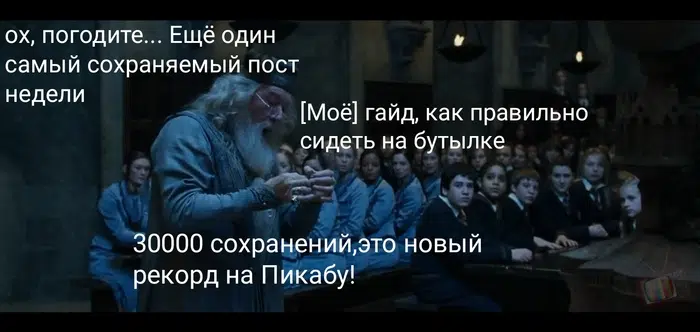 ох, погодите... Ещё один
самый сохраняемый пост
недели
[Моё] гайд, как правильно
сидеть на бутылке
30000 сохранений,это новый
рекорд на Пикабу!